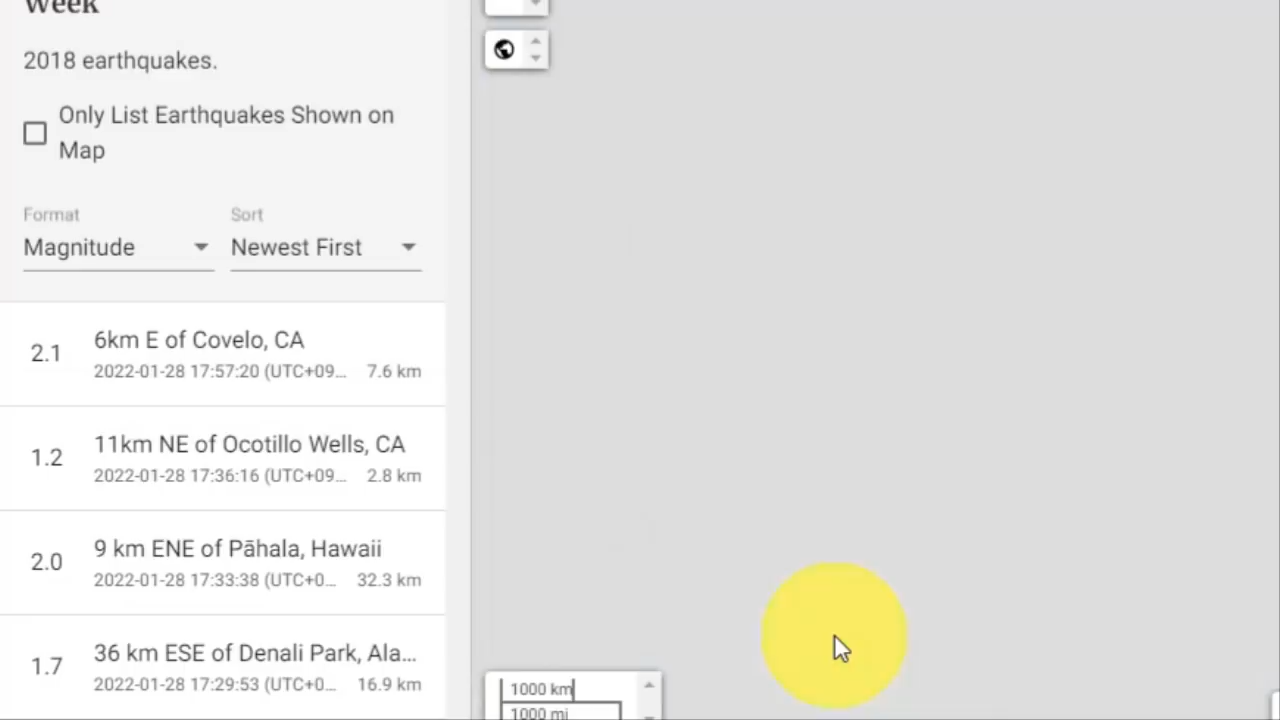 Week
2018 earthquakes.
Only List Earthquakes Shown on
Map
Format
Sort
Magnitude
Newest First
2.1
6km E of Covelo, CA
2022-01-28 17:57:20 (UTC+09...
7.6 km
1.2
11km NE of Ocotillo Wells, CA
2022-01-28 17:36:16 (UTC+09...
2.8 km
2.0
9 km ENE of Pāhala, Hawaii
2022-01-28 17:33:38 (UTC+0...
32.3 km
1.7
36 km ESE of Denali Park, Ala...
2022-01-28 17:29:53 (UTC+0...
16.9 km
1000 km
1000 mi